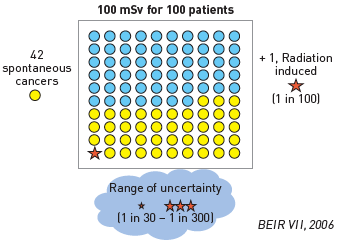 100 mSv for 100 patients
42
spontaneous
cancers
+ 1, Radiation
induced
(1 in 100)
Range of uncertainty
(1 in 30 – 1 in 300)
BEIR VII, 2006